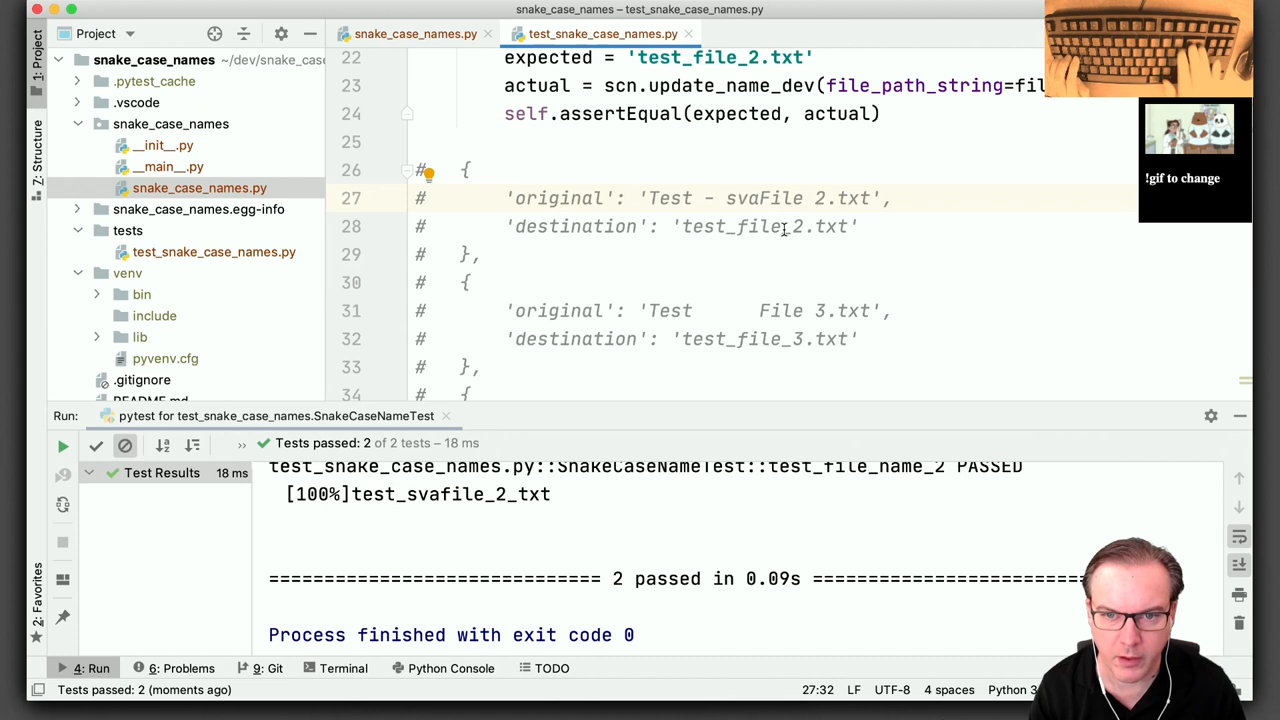 snake_case_names – test_snake_case_names.py
1: Project
Project
snake_case_names.py
test_snake_case_names.py
snake_case_names ~/dev/snake_cas
.pytest_cache
.vscode
snake_case_names
__init__.py
__main__.py
snake_case_names.py
snake_case_names.egg-info
tests
test_snake_case_names.py
venv
bin
include
lib
pyvenv.cfg
.gitignore
README.md
Z: Structure
2: Favorites
22 expected = 'test_file_2.txt'
23 actual = scn.update_name_dev(file_path_string=fil
24 self.assertEqual(expected, actual)
25
26 # {
27 # 'original': 'Test - svaFile 2.txt',
28 # 'destination': 'test_file_2.txt'
29 # },
30 # {
31 # 'original': 'Test      File 3.txt',
32 # 'destination': 'test_file_3.txt'
33 # },
34 # {
!gif to change
Run: pytest for test_snake_case_names.SnakeCaseNameTest
Tests passed: 2 of 2 tests – 18 ms
Test Results 18 ms
test_snake_case_names.py::SnakeCaseNameTest::test_file_name_2 PASSED
[100%]test_svafile_2_txt
============================= 2 passed in 0.09s =========================
Process finished with exit code 0
4: Run 6: Problems 9: Git Terminal Python Console TODO
Tests passed: 2 (moments ago) 27:32 LF UTF-8 4 spaces Python 3